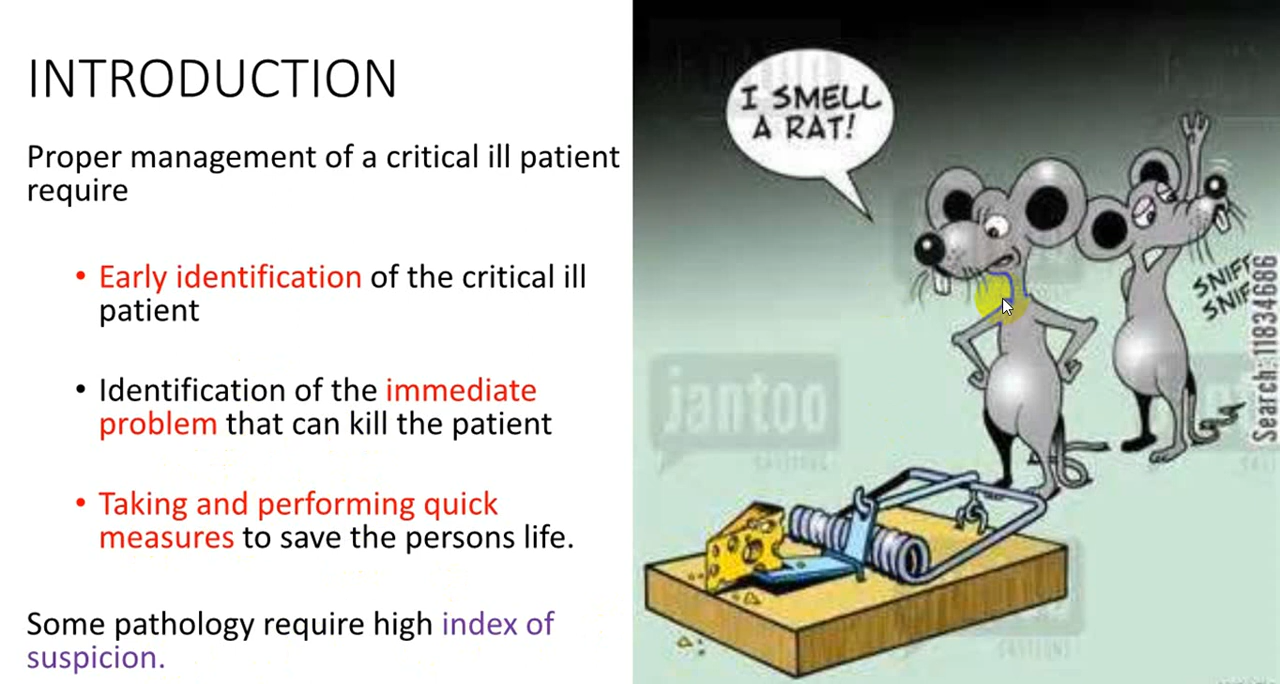 INTRODUCTION
Proper management of a critical ill patient
require
• Early identification of the critical ill
patient
• Identification of the immediate
problem that can kill the patient
• Taking and performing quick
measures to save the persons life.
Some pathology require high index of
suspicion.
I SMELL
A RAT!
SNIFF
SNIF
jantoo
Search: 11834686